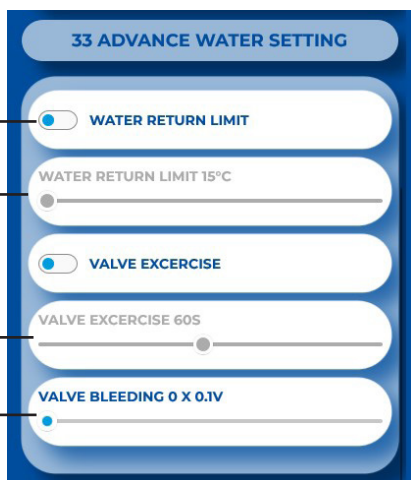 33 ADVANCE WATER SETTING
WATER RETURN LIMIT
WATER RETURN LIMIT 15°C
VALVE EXCERCISE
VALVE EXCERCISE 60S
VALVE BLEEDING 0 X 0.1V